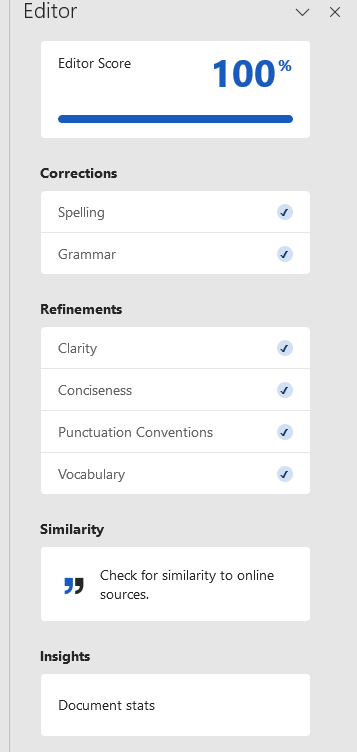 Editor
Editor Score
100%
Corrections
Spelling
Grammar
Refinements
Clarity
Conciseness
Punctuation Conventions
Vocabulary
Similarity
Check for similarity to online
sources.
Insights
Document stats